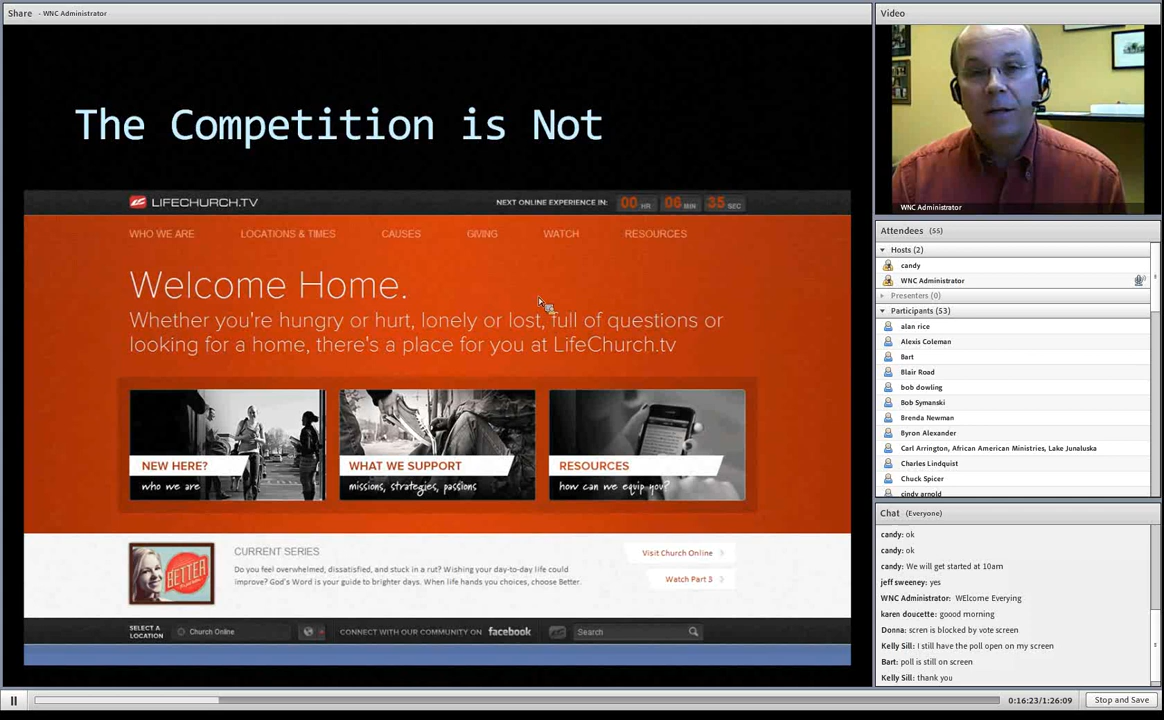 Share - WNC Administrator
The Competition is Not
LIFECHURCH.TV
NEXT ONLINE EXPERIENCE IN: 00 HR 06 MIN 35 SEC
WHO WE ARE LOCATIONS & TIMES CAUSES GIVING WATCH RESOURCES
Welcome Home.
Whether you're hungry or hurt, lonely or lost, full of questions or
looking for a home, there's a place for you at LifeChurch.tv
NEW HERE?
who we are
WHAT WE SUPPORT
missions, strategies, passions
RESOURCES
how can we equip you?
BETTER
CURRENT SERIES
Do you feel overwhelmed, dissatisfied, and stuck in a rut? Wishing your day-to-day life could
improve? God's Word is your guide to brighter days. When life hands you choices, choose Better.
Visit Church Online
Watch Part 3
SELECT A
LOCATION
Church Online
CONNECT WITH OUR COMMUNITY ON facebook
Search
Video
WNC Administrator
Attendees (55)
Hosts (2)
candy
WNC Administrator
Presenters (0)
Participants (53)
alan rice
Alexis Coleman
Bart
Blair Road
bob dowling
Bob Symanski
Brenda Newman
Byron Alexander
Carl Arrington, African American Ministries, Lake Junaluska
Charles Lindquist
Chuck Spicer
cindy arnold
Chat (Everyone)
candy: ok
candy: ok
candy: We will get started at 10am
jeff sweeney: yes
WNC Administrator: WElcome Everying
karen doucette: goood morning
Donna: scren is blocked by vote screen
Kelly Sill: I still have the poll open on my screen
Bart: poll is still on screen
Kelly Sill: thank you
0:16:23/1:26:09
Stop and Save